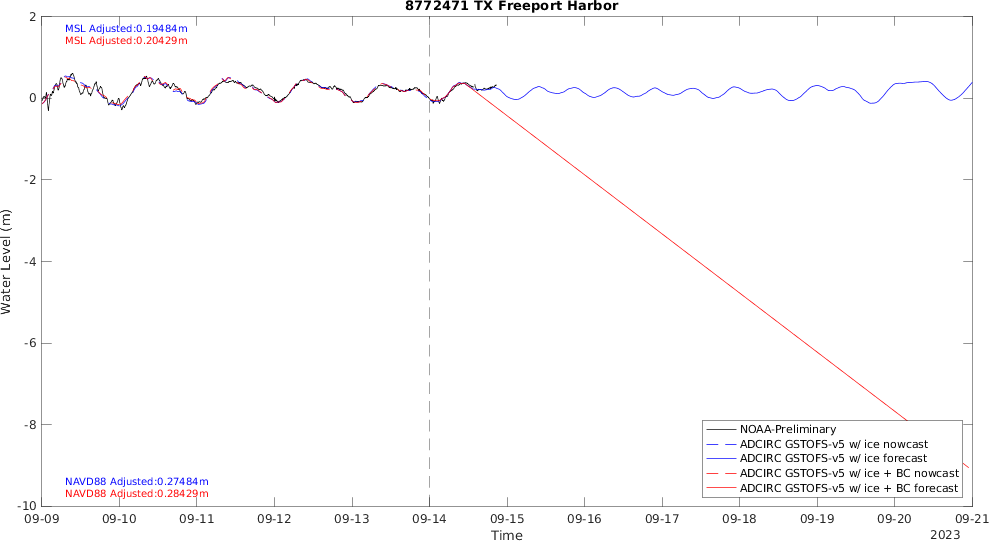 8772471 TX Freeport Harbor
MSL Adjusted:0.19484m
MSL Adjusted:0.20429m
2
0
-2
-4
-6
-8
-10
Water Level (m)
NOAA-Preliminary
ADCIRC GSTOFS-v5 w/ ice nowcast
ADCIRC GSTOFS-v5 w/ ice forecast
ADCIRC GSTOFS-v5 w/ ice + BC nowcast
ADCIRC GSTOFS-v5 w/ ice + BC forecast
NAVD88 Adjusted:0.27484m
NAVD88 Adjusted:0.28429m
09-09 09-10 09-11 09-12 09-13 09-14 09-15 09-16 09-17 09-18 09-19 09-20 09-21
Time
2023